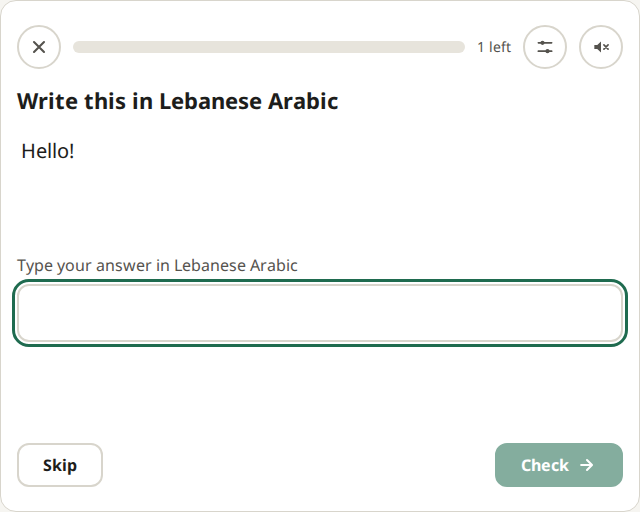 1 left
Write this in Lebanese Arabic
Hello!
Type your answer in Lebanese Arabic
Skip
Check